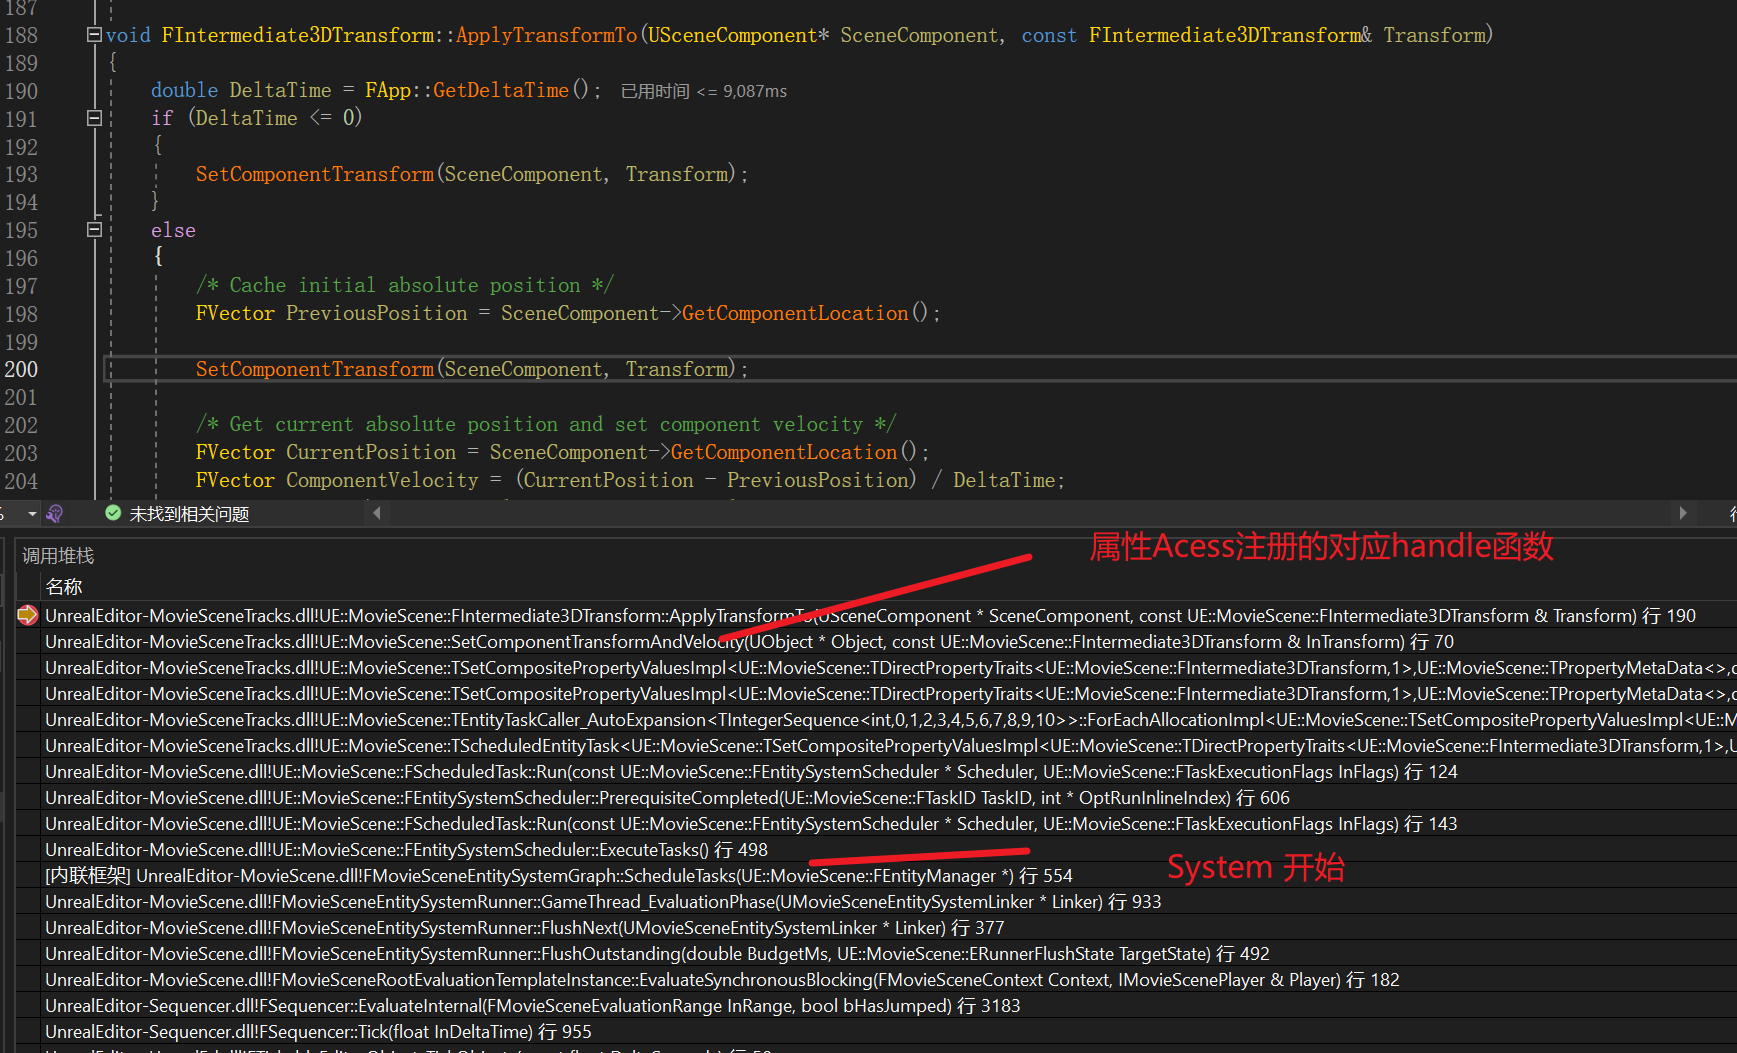 187
188 void FIntermediate3DTransform::ApplyTransformTo(USceneComponent* SceneComponent, const FIntermediate3DTransform& Transform)
189 {
190 double DeltaTime = FApp::GetDeltaTime(); 已用时间 <= 9,087ms
191 if (DeltaTime <= 0)
192 {
193 SetComponentTransform(SceneComponent, Transform);
194 }
195 else
196 {
197 /* Cache initial absolute position */
198 FVector PreviousPosition = SceneComponent->GetComponentLocation();
199
200 SetComponentTransform(SceneComponent, Transform);
201
202 /* Get current absolute position and set component velocity */
203 FVector CurrentPosition = SceneComponent->GetComponentLocation();
204 FVector ComponentVelocity = (CurrentPosition - PreviousPosition) / DeltaTime;
% 未找到相关问题 行
属性Acess注册的对应handle函数
调用堆栈
名称
UnrealEditor-MovieSceneTracks.dll!UE::MovieScene::FIntermediate3DTransform::ApplyTransformTo(USceneComponent * SceneComponent, const UE::MovieScene::FIntermediate3DTransform & Transform) 行 190
UnrealEditor-MovieSceneTracks.dll!UE::MovieScene::SetComponentTransformAndVelocity(UObject * Object, const UE::MovieScene::FIntermediate3DTransform & InTransform) 行 70
UnrealEditor-MovieSceneTracks.dll!UE::MovieScene::TSetCompositePropertyValuesImpl<UE::MovieScene::TDirectPropertyTraits<UE::MovieScene::FIntermediate3DTransform,1>,UE::MovieScene::TPropertyMetaData<>,
UnrealEditor-MovieSceneTracks.dll!UE::MovieScene::TSetCompositePropertyValuesImpl<UE::MovieScene::TDirectPropertyTraits<UE::MovieScene::FIntermediate3DTransform,1>,UE::MovieScene::TPropertyMetaData<>,
UnrealEditor-MovieSceneTracks.dll!UE::MovieScene::TEntityTaskCaller_AutoExpansion<TIntegerSequence<int,0,1,2,3,4,5,6,7,8,9,10>>::ForEachAllocationImpl<UE::MovieScene::TSetCompositePropertyValuesImpl<UE::M
UnrealEditor-MovieSceneTracks.dll!UE::MovieScene::TScheduledEntityTask<UE::MovieScene::TSetCompositePropertyValuesImpl<UE::MovieScene::TDirectPropertyTraits<UE::MovieScene::FIntermediate3DTransform,1>,U
UnrealEditor-MovieScene.dll!UE::MovieScene::FScheduledTask::Run(const UE::MovieScene::FEntitySystemScheduler * Scheduler, UE::MovieScene::FTaskExecutionFlags InFlags) 行 124
UnrealEditor-MovieScene.dll!UE::MovieScene::FEntitySystemScheduler::PrerequisiteCompleted(UE::MovieScene::FTaskID TaskID, int * OptRunInlineIndex) 行 606
UnrealEditor-MovieScene.dll!UE::MovieScene::FScheduledTask::Run(const UE::MovieScene::FEntitySystemScheduler * Scheduler, UE::MovieScene::FTaskExecutionFlags InFlags) 行 143
UnrealEditor-MovieScene.dll!UE::MovieScene::FEntitySystemScheduler::ExecuteTasks() 行 498
System 开始
[内联框架] UnrealEditor-MovieScene.dll!FMovieSceneEntitySystemGraph::ScheduleTasks(UE::MovieScene::FEntityManager *) 行 554
UnrealEditor-MovieScene.dll!FMovieSceneEntitySystemRunner::GameThread_EvaluationPhase(UMovieSceneEntitySystemLinker * Linker) 行 933
UnrealEditor-MovieScene.dll!FMovieSceneEntitySystemRunner::FlushNext(UMovieSceneEntitySystemLinker * Linker) 行 377
UnrealEditor-MovieScene.dll!FMovieSceneEntitySystemRunner::FlushOutstanding(double BudgetMs, UE::MovieScene::ERunnerFlushState TargetState) 行 492
UnrealEditor-MovieScene.dll!FMovieSceneRootEvaluationTemplateInstance::EvaluateSynchronousBlocking(FMovieSceneContext Context, IMovieScenePlayer & Player) 行 182
UnrealEditor-Sequencer.dll!FSequencer::EvaluateInternal(FMovieSceneEvaluationRange InRange, bool bHasJumped) 行 3183
UnrealEditor-Sequencer.dll!FSequencer::Tick(float InDeltaTime) 行 955